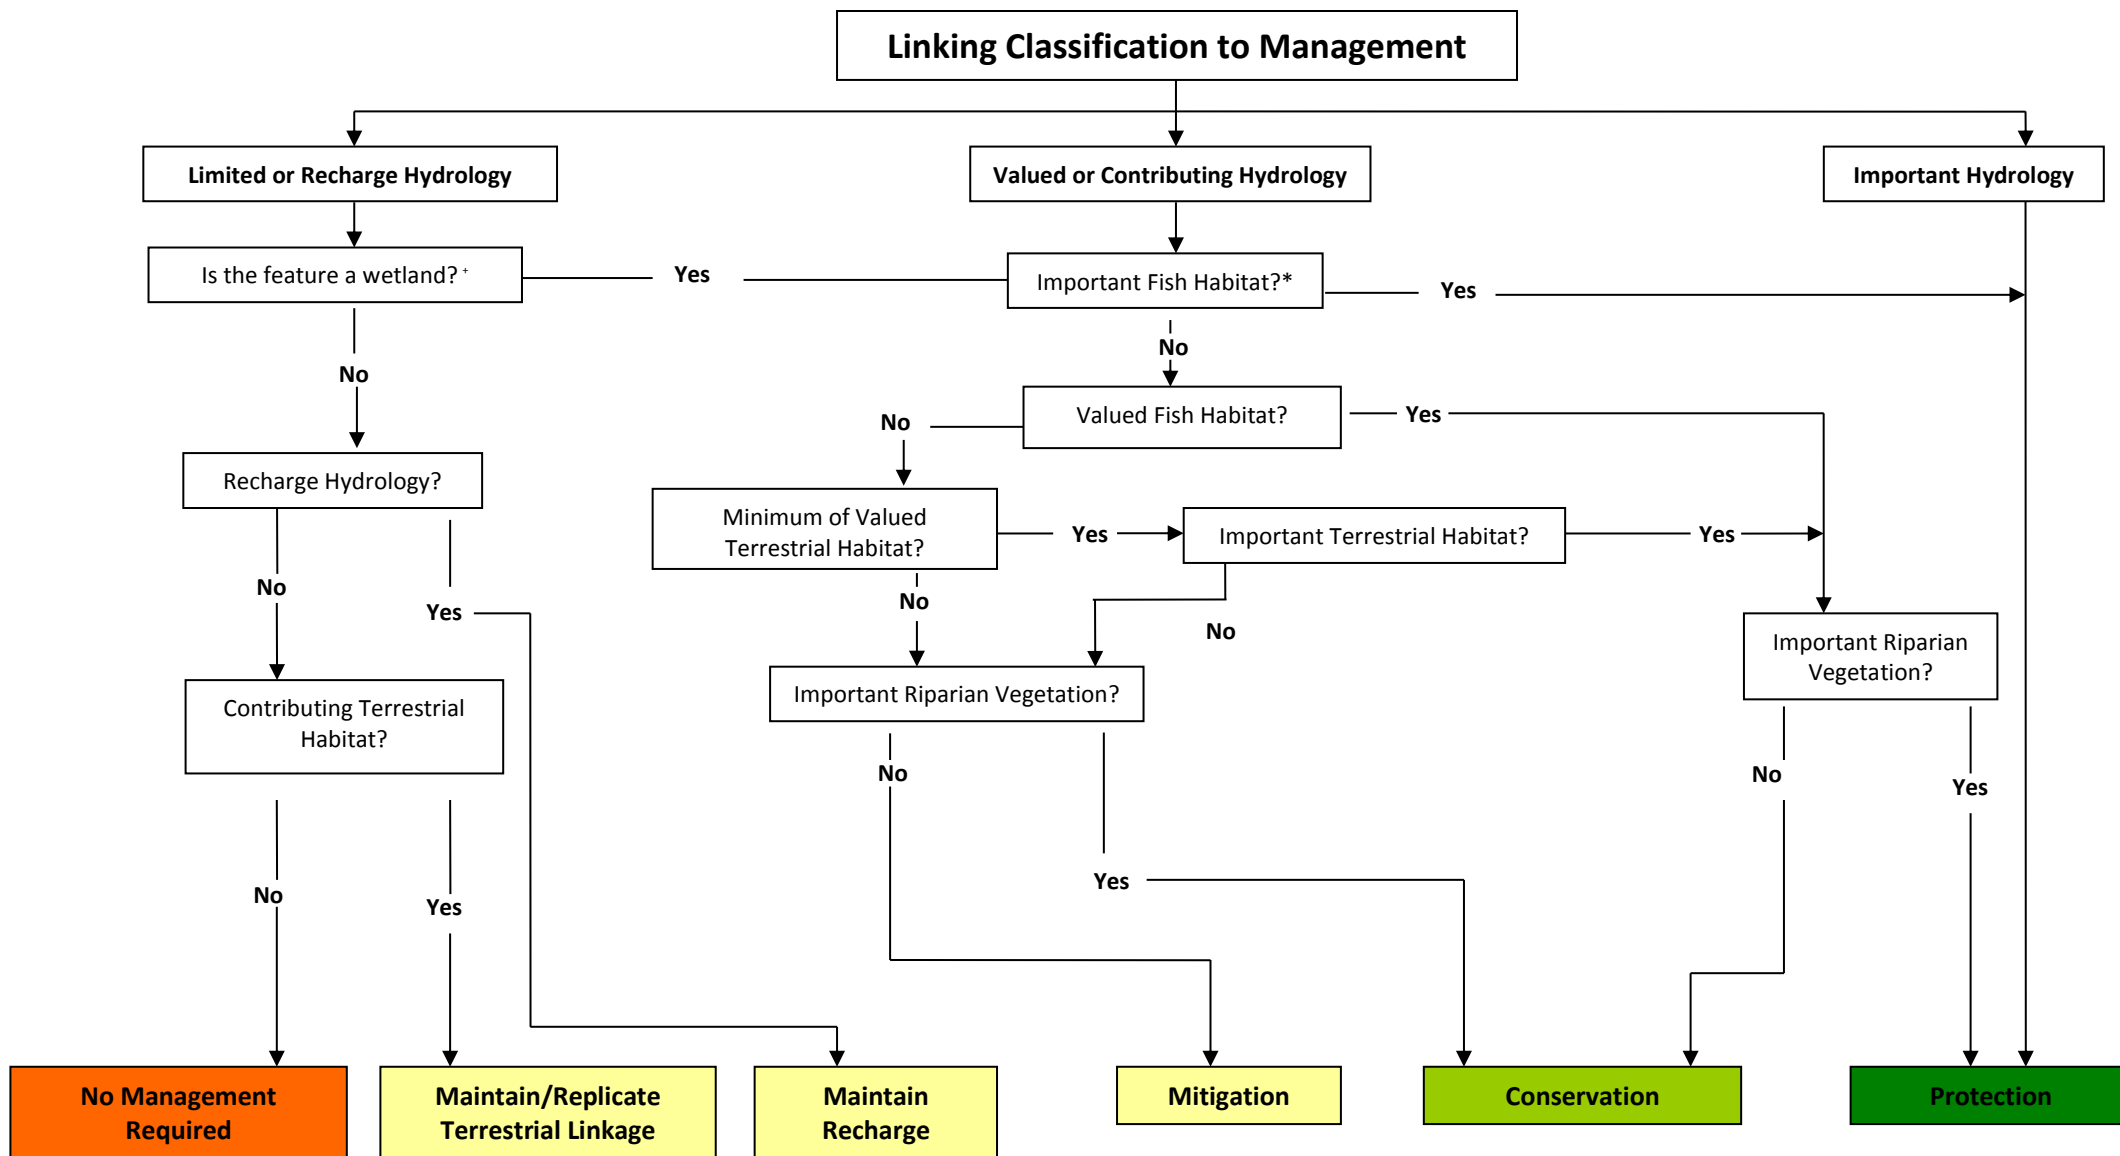 Linking Classification to Management
Limited or Recharge Hydrology
Valued or Contributing Hydrology
Important Hydrology
Is the feature a wetland? +
Yes
Important Fish Habitat?*
Yes
No
No
Valued Fish Habitat?
Yes
No
Recharge Hydrology?
Minimum of Valued
Terrestrial Habitat?
Yes
Important Terrestrial Habitat?
Yes
No
Yes
No
No
Important Riparian
Vegetation?
Important Riparian Vegetation?
Contributing Terrestrial
Habitat?
No
No
Yes
No
Yes
Yes
No Management
Required
Maintain/Replicate
Terrestrial Linkage
Maintain
Recharge
Mitigation
Conservation
Protection